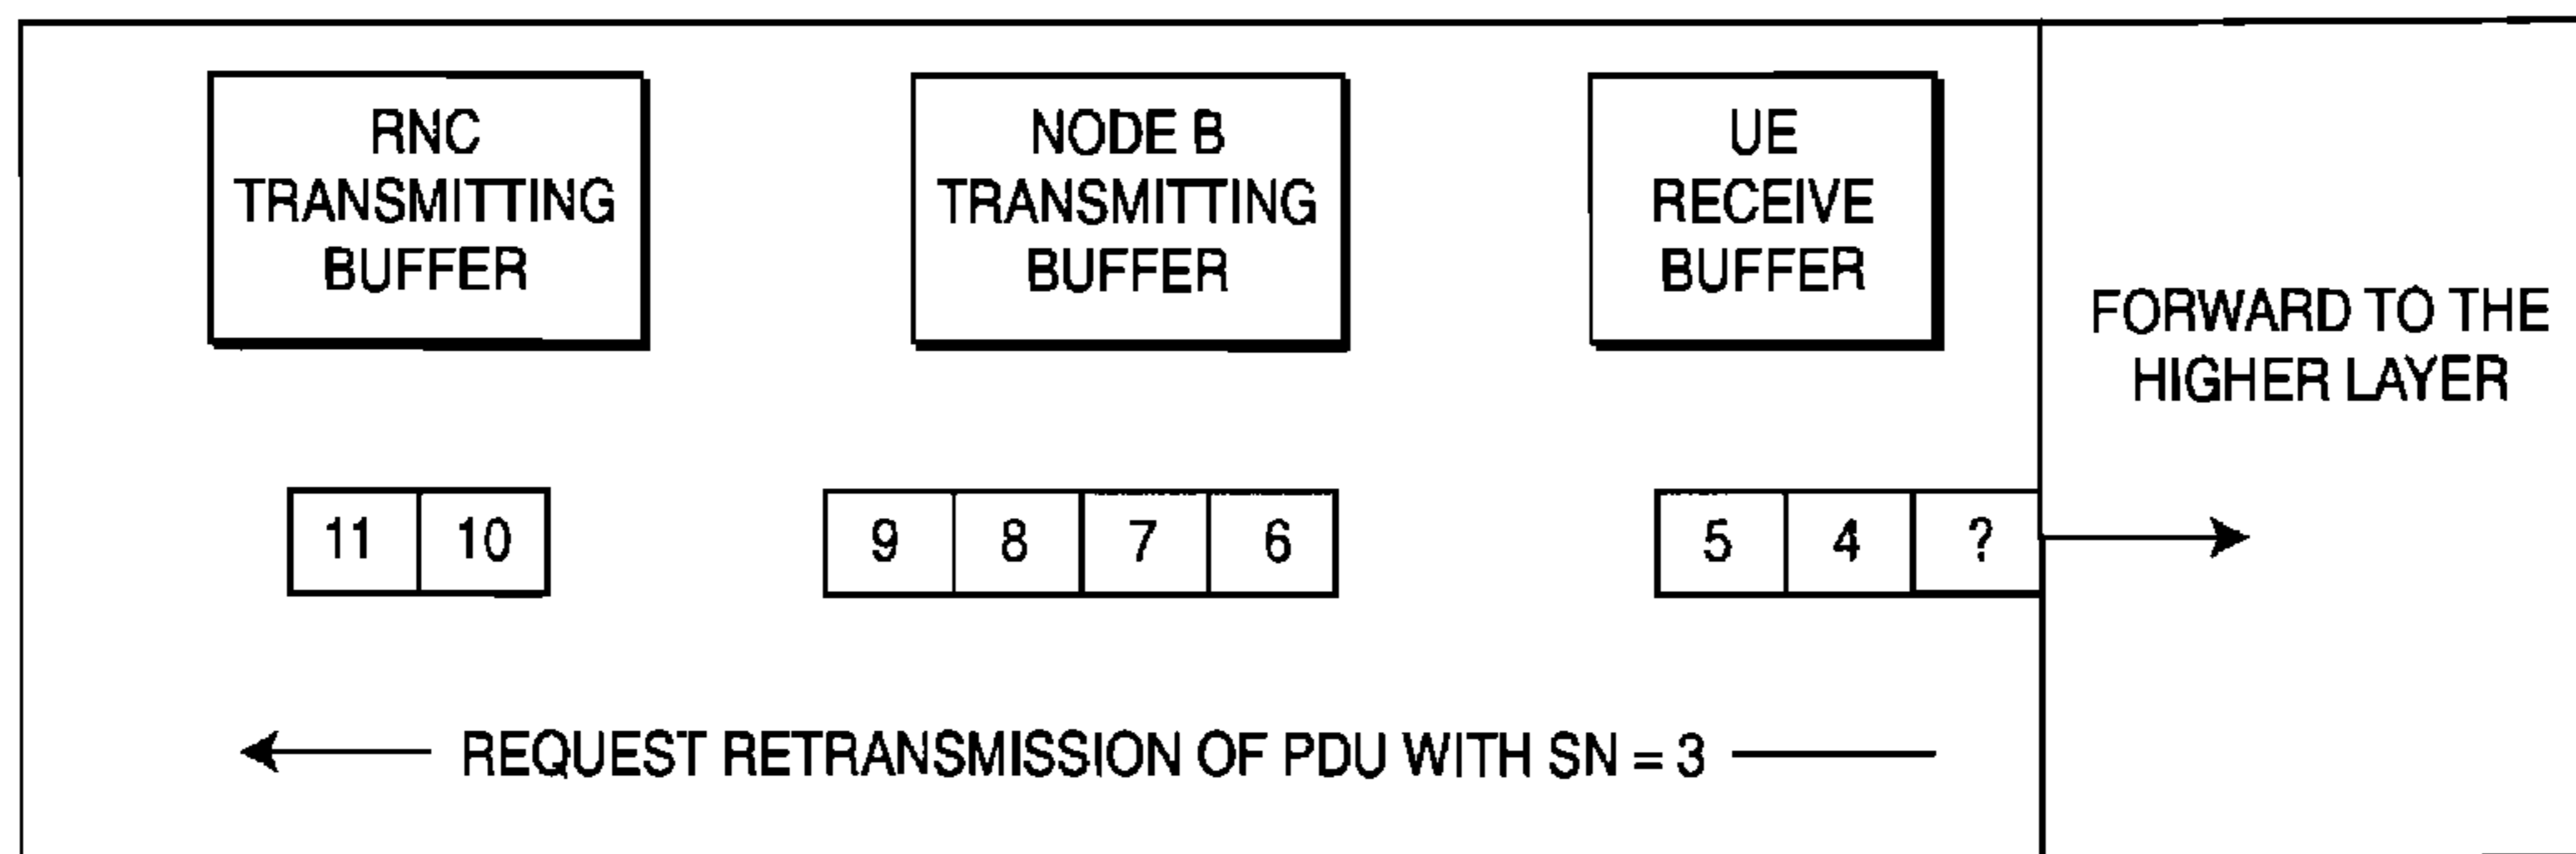 RNC
TRANSMITTING
BUFFER
NODE B
TRANSMITTING
BUFFER
UE
RECEIVE
BUFFER
FORWARD TO THE
HIGHER LAYER
11 10
9 8 7 6
5 4 ?
REQUEST RETRANSMISSION OF PDU WITH SN = 3